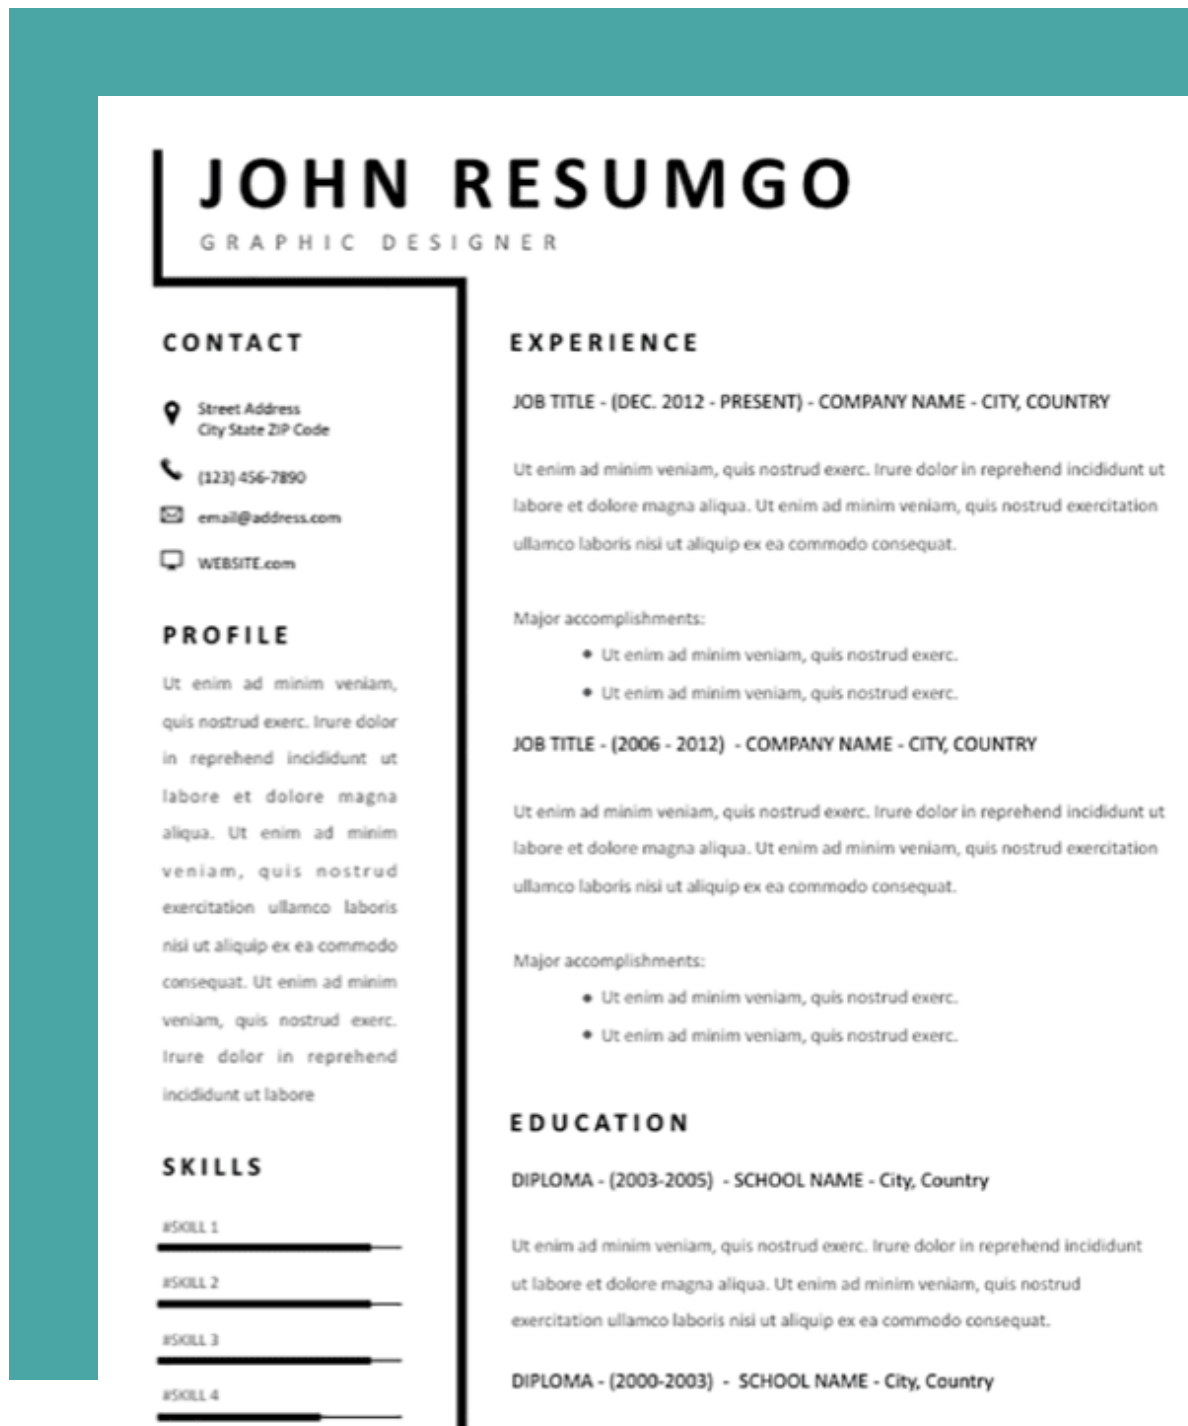 JOHN RESUMGO
GRAPHIC DESIGNER
CONTACT
Street Address
City State ZIP Code
(123) 456-7890
email@address.com
WEBSITE.com
PROFILE
Ut enim ad minim veniam,
quis nostrud exerc. Irure dolor
in reprehend incididunt ut
labore et dolore magna
aliqua. Ut enim ad minim
veniam, quis nostrud
exercitation ullamco laboris
nisi ut aliquip ex ea commodo
consequat. Ut enim ad minim
veniam, quis nostrud exerc.
Irure dolor in reprehend
incididunt ut labore
SKILLS
#SKILL 1
#SKILL 2
#SKILL 3
#SKILL 4
EXPERIENCE
JOB TITLE - (DEC. 2012 - PRESENT) - COMPANY NAME - CITY, COUNTRY
Ut enim ad minim veniam, quis nostrud exerc. Irure dolor in reprehend incididunt ut
labore et dolore magna aliqua. Ut enim ad minim veniam, quis nostrud exercitation
ullamco laboris nisi ut aliquip ex ea commodo consequat.
Major accomplishments:
• Ut enim ad minim veniam, quis nostrud exerc.
• Ut enim ad minim veniam, quis nostrud exerc.
JOB TITLE - (2006 - 2012) - COMPANY NAME - CITY, COUNTRY
Ut enim ad minim veniam, quis nostrud exerc. Irure dolor in reprehend incididunt ut
labore et dolore magna aliqua. Ut enim ad minim veniam, quis nostrud exercitation
ullamco laboris nisi ut aliquip ex ea commodo consequat.
Major accomplishments:
• Ut enim ad minim veniam, quis nostrud exerc.
• Ut enim ad minim veniam, quis nostrud exerc.
EDUCATION
DIPLOMA - (2003-2005) - SCHOOL NAME - City, Country
Ut enim ad minim veniam, quis nostrud exerc. Irure dolor in reprehend incididunt
ut labore et dolore magna aliqua. Ut enim ad minim veniam, quis nostrud
exercitation ullamco laboris nisi ut aliquip ex ea commodo consequat.
DIPLOMA - (2000-2003) - SCHOOL NAME - City, Country